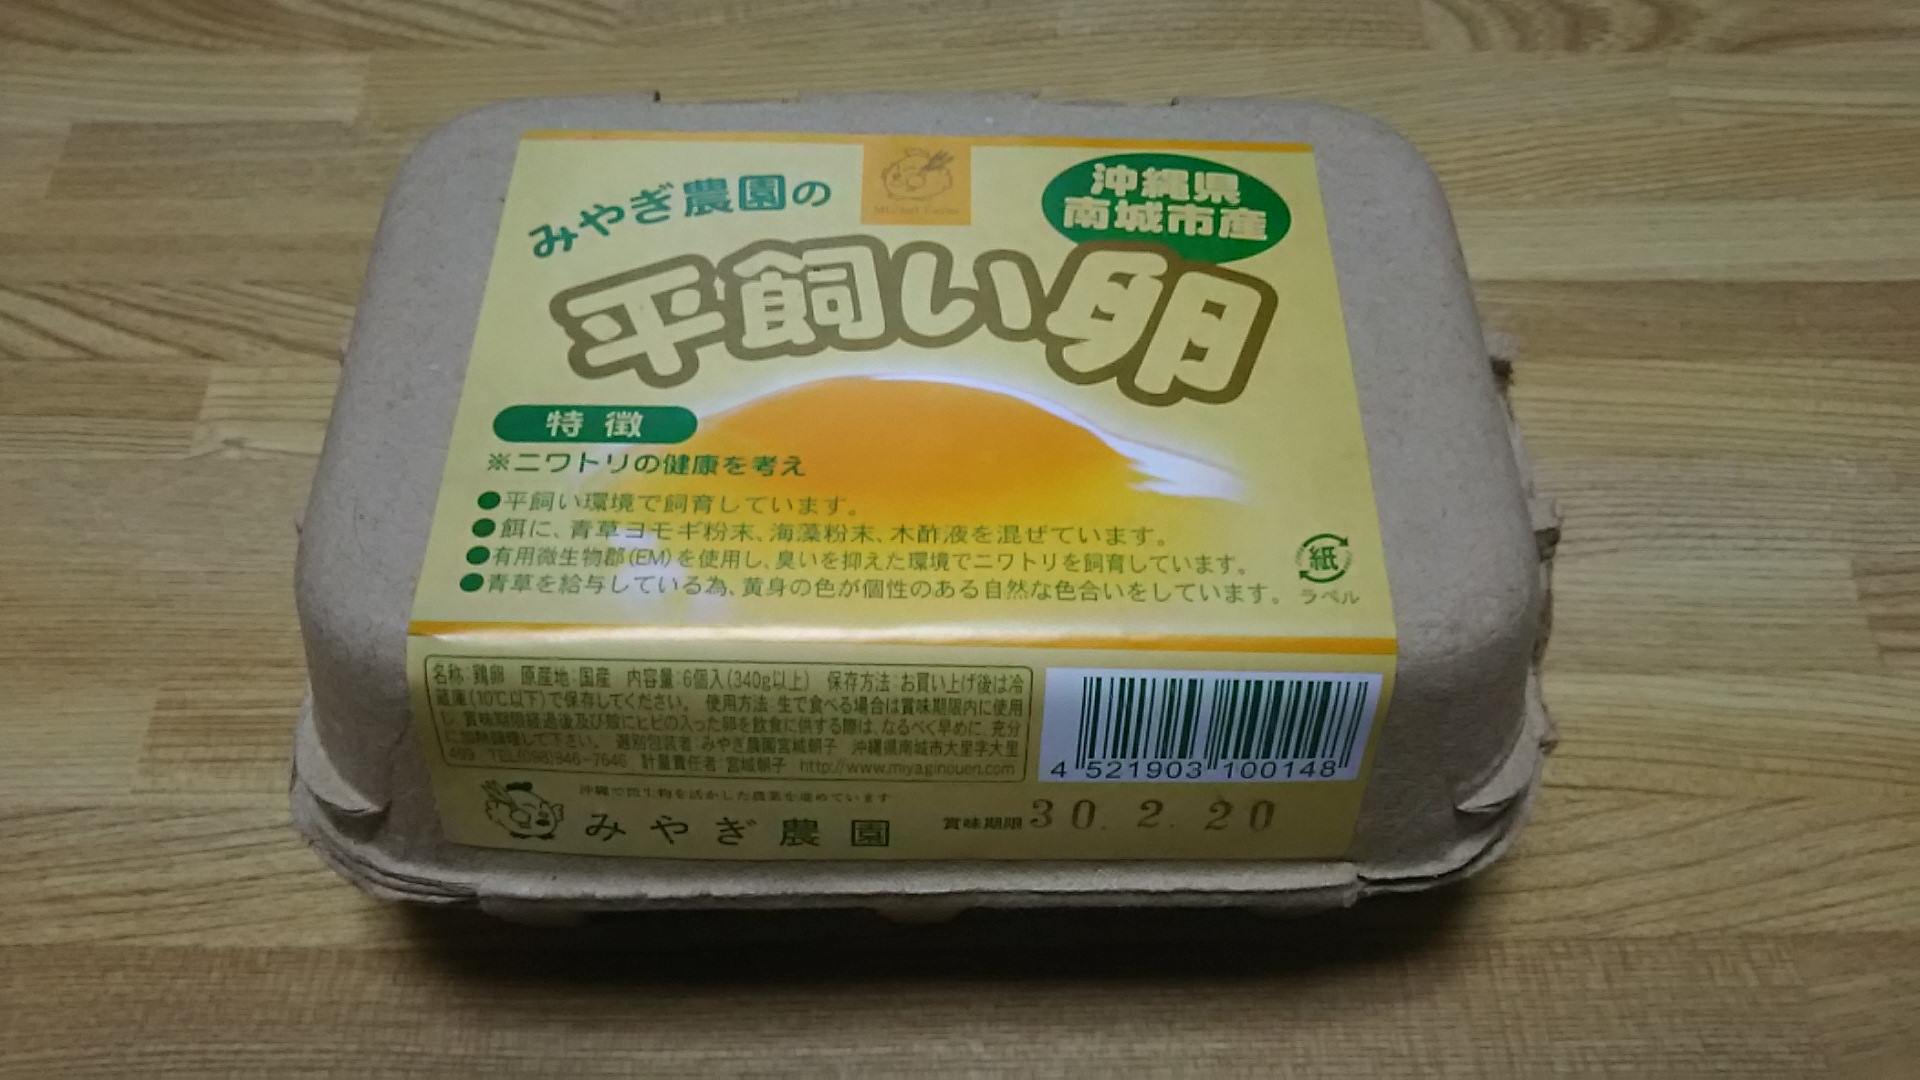 みやぎ農園の
沖縄県
南城市産
平飼い卵
特徴
※ニワトリの健康を考え
●平飼い環境で飼育しています。
●餌に、青草ヨモギ粉末、海藻粉末、木酢液を混ぜています。
●有用微生物郡(EM)を使用し、臭いを抑えた環境でニワトリを飼育しています。
●青草を給与している為、黄身の色が個性のある自然な色合いをしています。
紙
ラベル
名称:鶏卵 原産地:国産 内容量:6個入(340g以上) 保存方法:お買い上げ後は冷
蔵庫(10℃以下)で保存してください。 使用方法:生で食べる場合は賞味期限内に使用
し、賞味期限経過後及び殻にヒビの入った卵を飲食に供する際は、なるべく早めに、充分
に加熱調理して下さい。 選別包装者:みやぎ農園宮城朝子 沖縄県南城市大里字大里
499 TEL(098)946-7646 計量責任者:宮城朝子 http://www.miyaginouen.com
4 521903 100148
沖縄で微生物を活かした農業を進めています
みやぎ農園
賞味期限 30. 2. 20